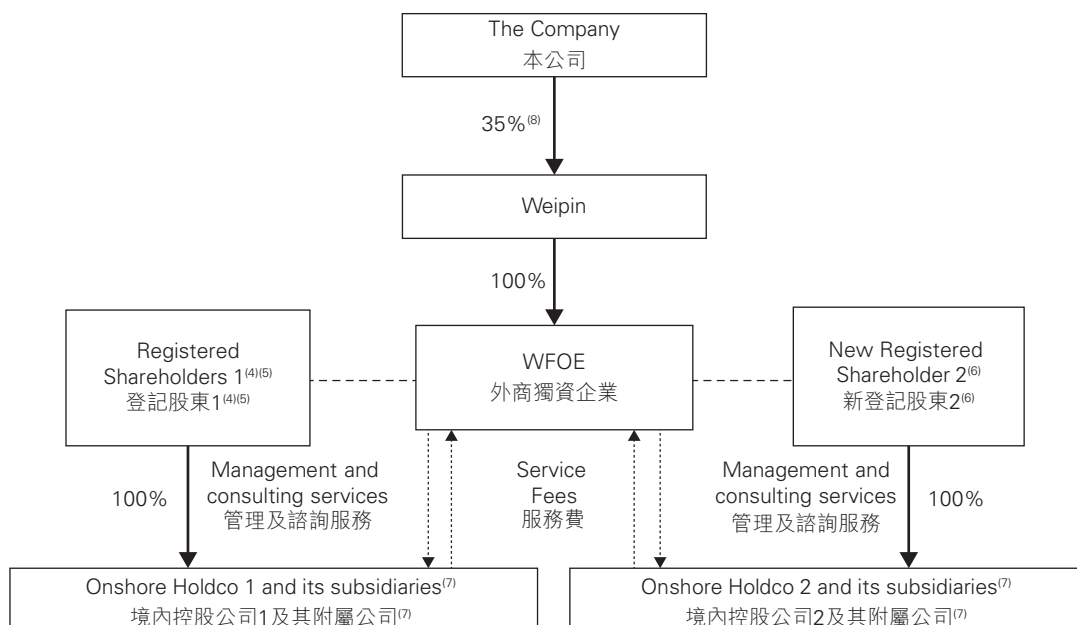 The Company
本公司
35%(8)
Weipin
100%
Registered
Shareholders 1(4)(5)
登記股東1(4)(5)
WFOE
外商獨資企業
New Registered
Shareholder 2(6)
新登記股東2(6)
100%
Management and
consulting services
管理及諮詢服務
Service
Fees
服務費
Management and
consulting services
管理及諮詢服務
100%
Onshore Holdco 1 and its subsidiaries(7)
境內控股公司1及其附屬公司(7)
Onshore Holdco 2 and its subsidiaries(7)
境內控股公司2及其附屬公司(7)